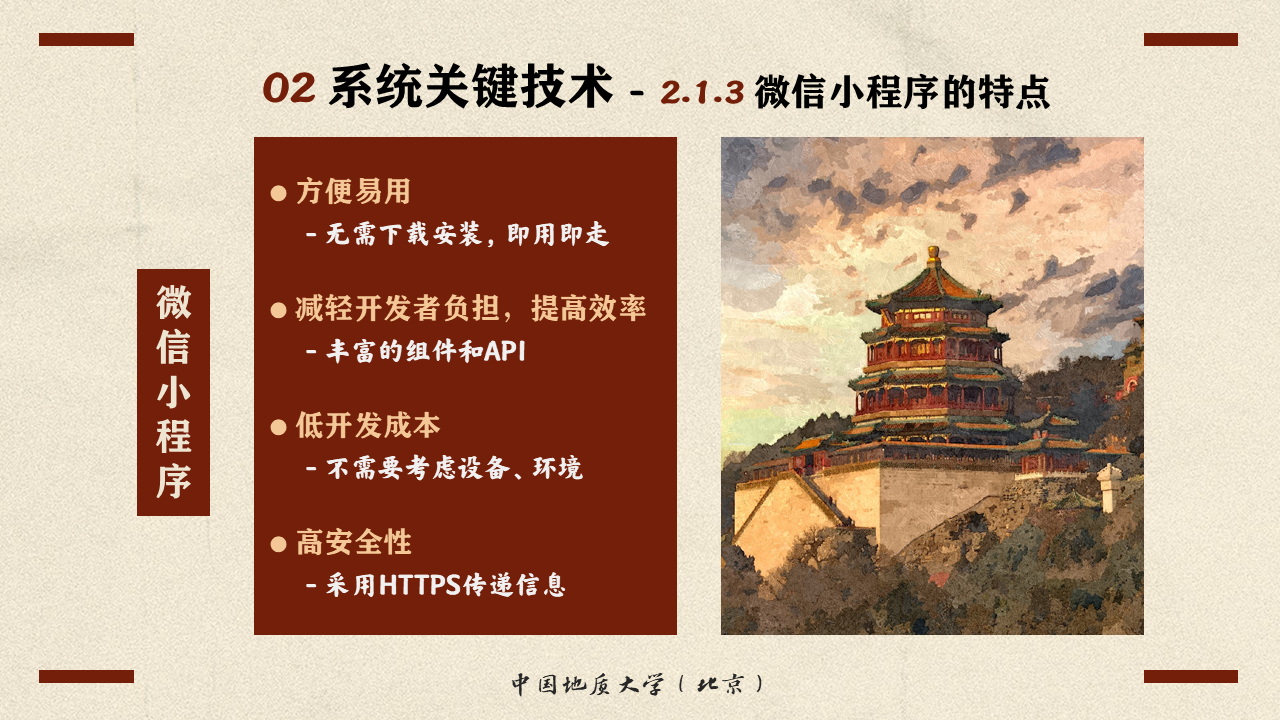 02 系统关键技术 - 2.1.3 微信小程序的特点
微信小程序
● 方便易用
- 无需下载安装，即用即走
● 减轻开发者负担，提高效率
- 丰富的组件和API
● 低开发成本
- 不需要考虑设备、环境
● 高安全性
- 采用HTTPS传递信息
中国地质大学（北京）